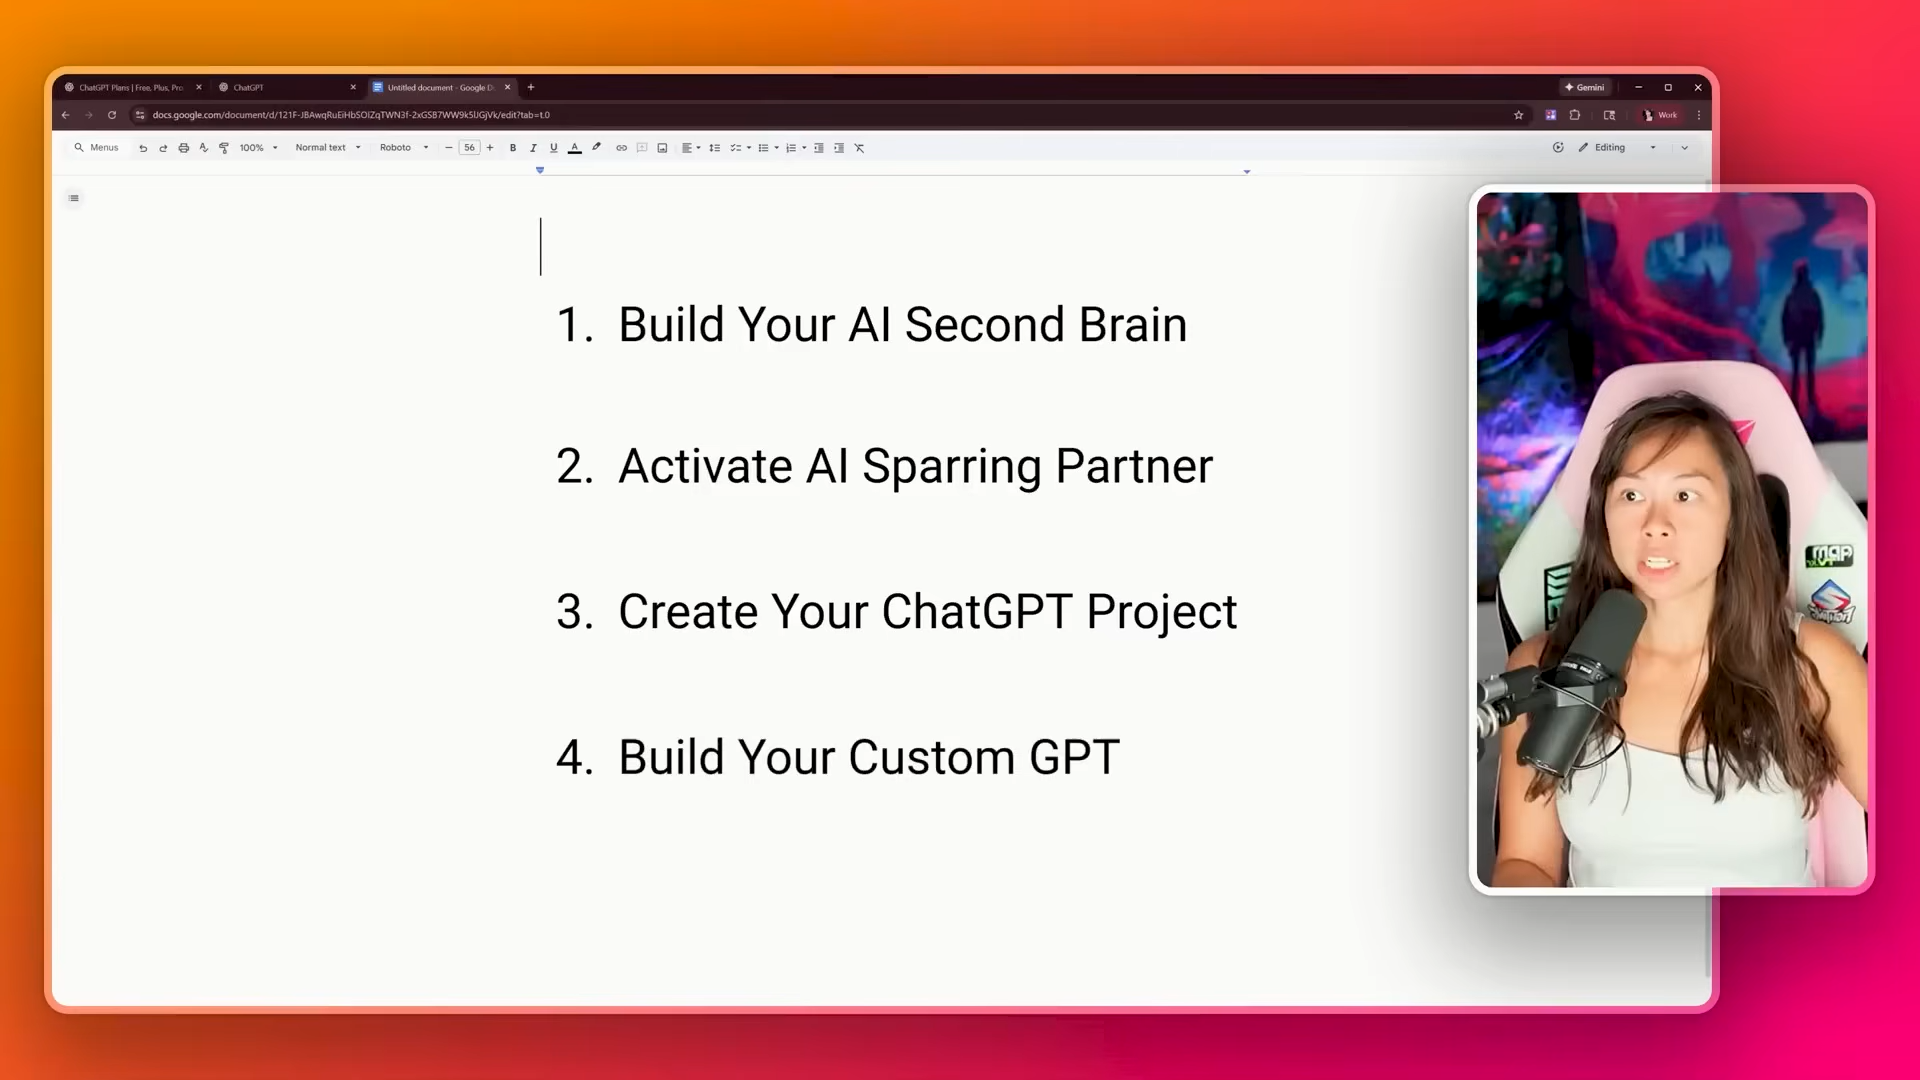 ChatGPT Plans | Free, Plus, Pro
ChatGPT
Untitled document - Google D
Gemini
docs.google.com/document/d/121F-JBAwqRuEiHbSOlZqTWN3f-2xGSB7WW9k5lJGjVk/edit?tab=t.0
Work
Menus
100%
Normal text
Roboto
56
Editing
1. Build Your AI Second Brain
2. Activate AI Sparring Partner
3. Create Your ChatGPT Project
4. Build Your Custom GPT